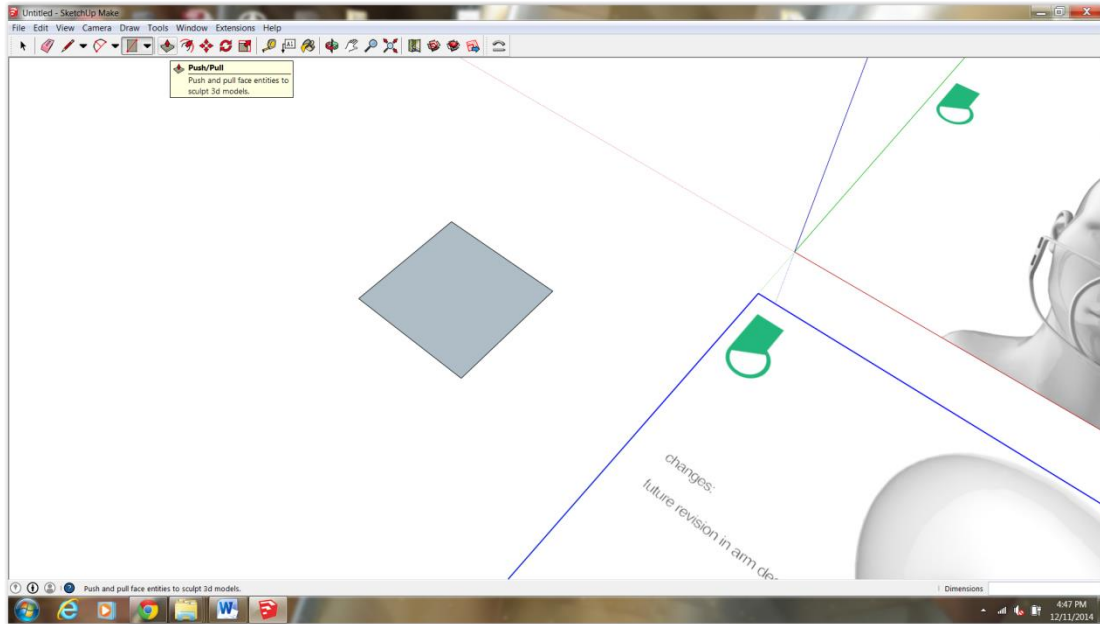 Untitled - SketchUp Make
File Edit View Camera Draw Tools Window Extensions Help
A1
Push/Pull
Push and pull face entities to
sculpt 3d models.
changes:
future revision in arm
Push and pull face entities to sculpt 3d models.
Dimensions
W
4:47 PM
12/11/2014